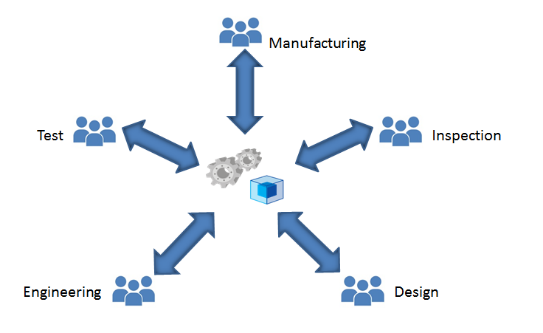 Manufacturing
Test
Inspection
Engineering
Design